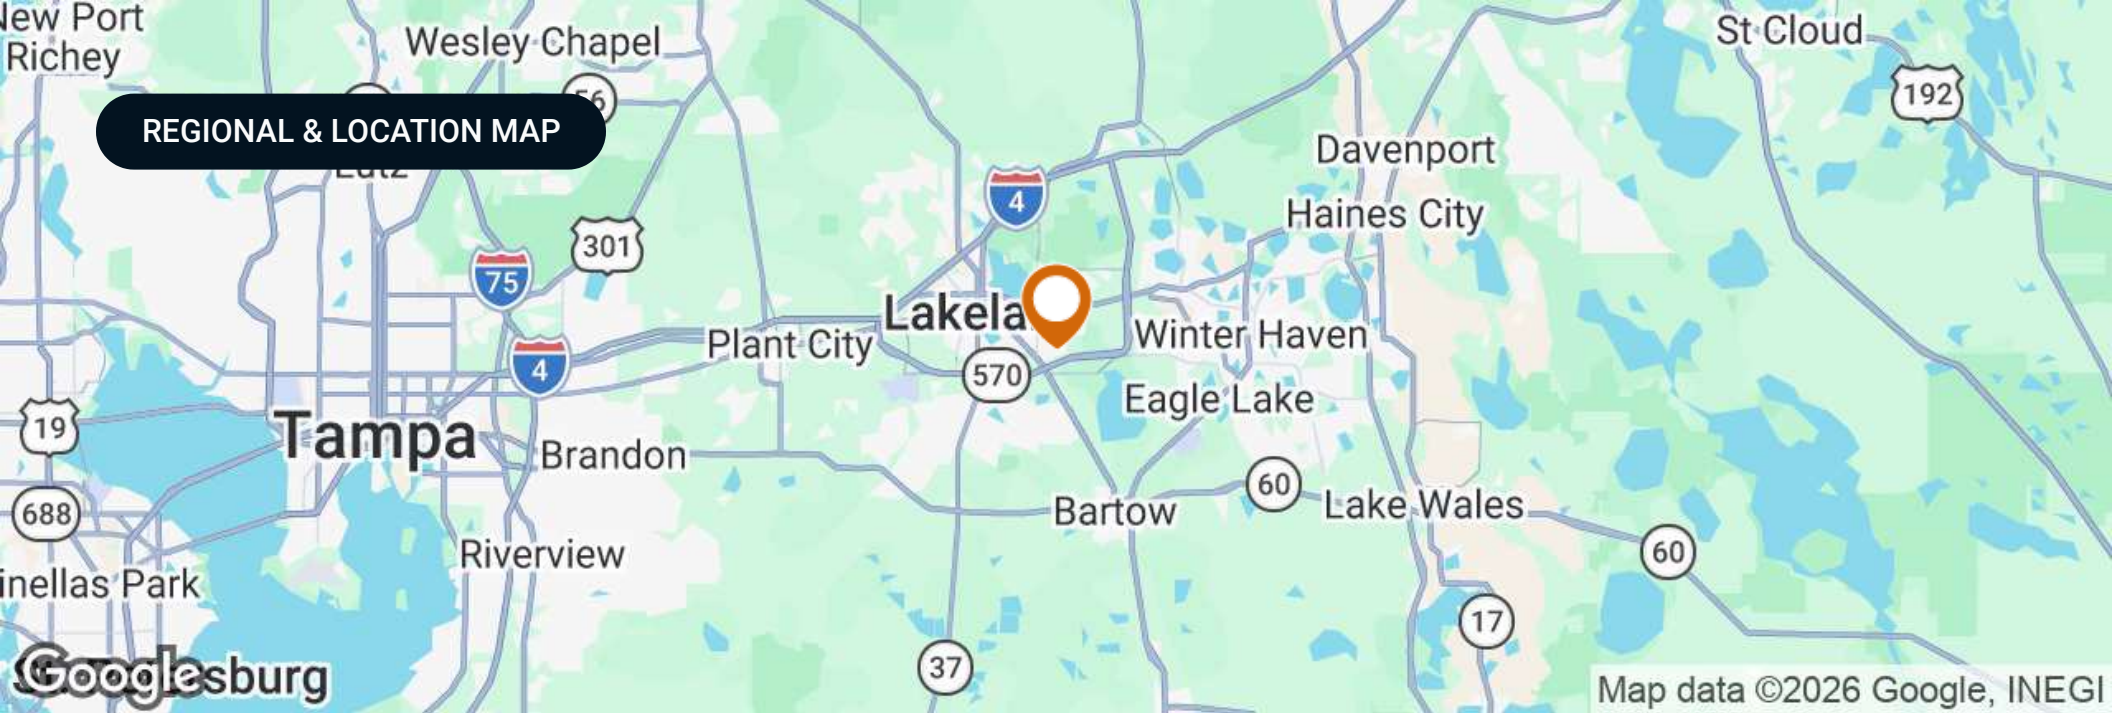 New Port
Richey
Wesley Chapel
St Cloud
56
192
REGIONAL & LOCATION MAP
Lutz
Davenport
4
Haines City
301
75
Lakela
Plant City
Winter Haven
4
570
Eagle Lake
19
Tampa
Brandon
60
Lake Wales
688
Bartow
Riverview
60
inellas Park
17
37
Google
sburg
Map data ©2026 Google, INEGI